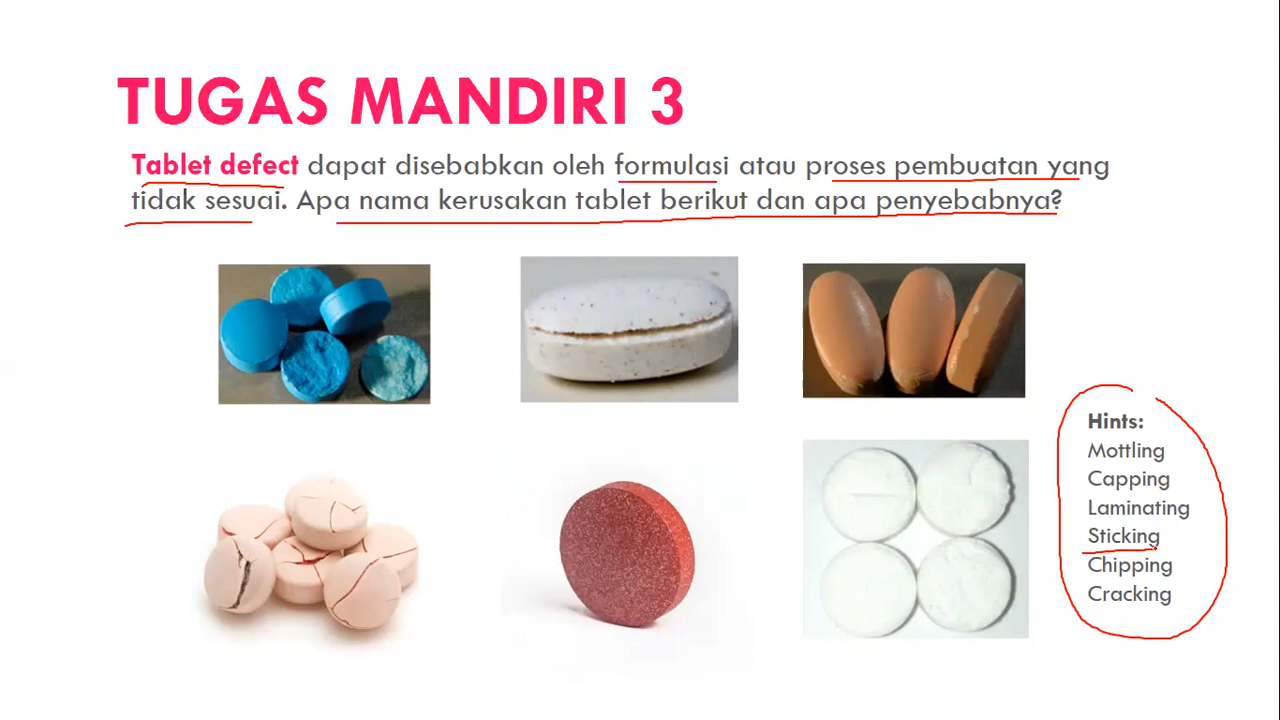 TUGAS MANDIRI 3
Tablet defect dapat disebabkan oleh formulasi atau proses pembuatan yang
tidak sesuai. Apa nama kerusakan tablet berikut dan apa penyebabnya?
Hints:
Mottling
Capping
Laminating
Sticking
Chipping
Cracking